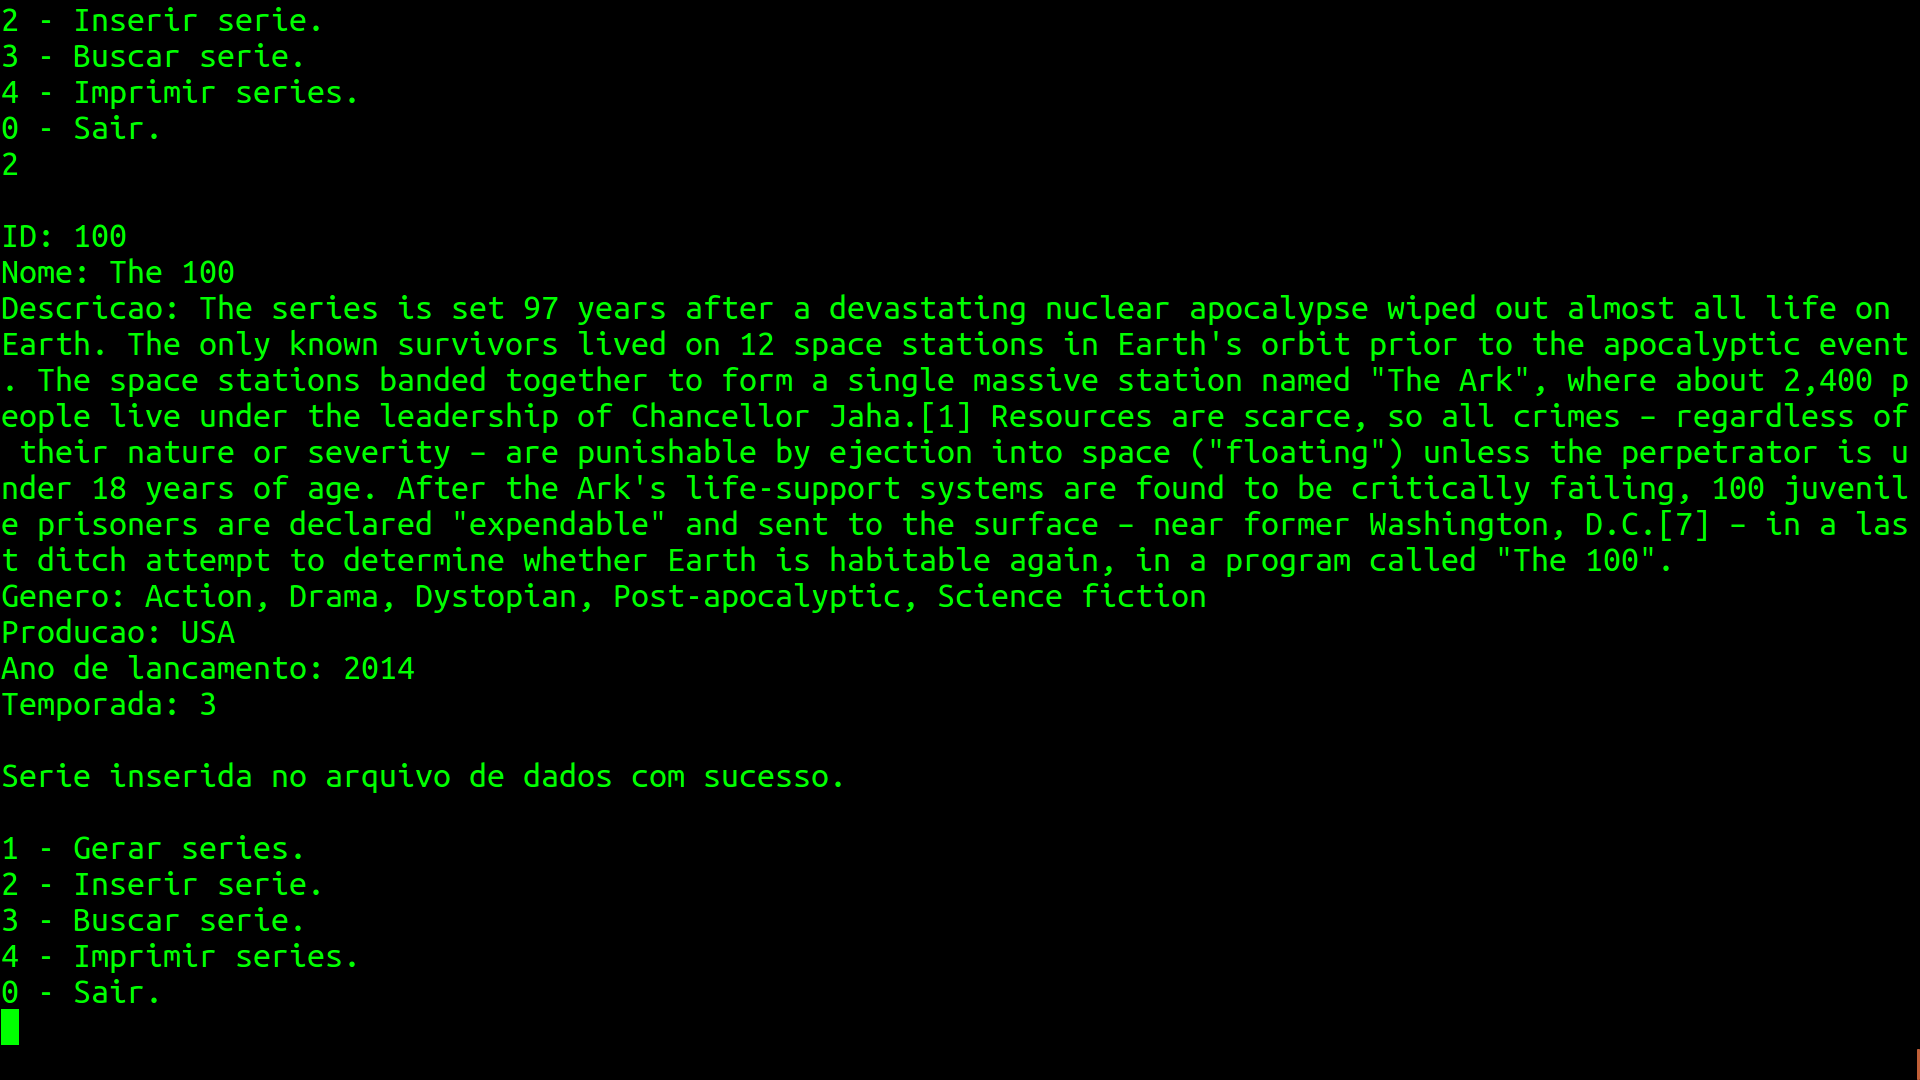 2 - Inserir serie.
3 - Buscar serie.
4 - Imprimir series.
0 - Sair.
2
ID: 100
Nome: The 100
Descricao: The series is set 97 years after a devastating nuclear apocalypse wiped out almost all life on
Earth. The only known survivors lived on 12 space stations in Earth's orbit prior to the apocalyptic event
. The space stations banded together to form a single massive station named "The Ark", where about 2,400 p
eople live under the leadership of Chancellor Jaha.[1] Resources are scarce, so all crimes – regardless of
 their nature or severity – are punishable by ejection into space ("floating") unless the perpetrator is u
nder 18 years of age. After the Ark's life-support systems are found to be critically failing, 100 juvenil
e prisoners are declared "expendable" and sent to the surface – near former Washington, D.C.[7] – in a las
t ditch attempt to determine whether Earth is habitable again, in a program called "The 100".
Genero: Action, Drama, Dystopian, Post-apocalyptic, Science fiction
Producao: USA
Ano de lancamento: 2014
Temporada: 3
Serie inserida no arquivo de dados com sucesso.
1 - Gerar series.
2 - Inserir serie.
3 - Buscar serie.
4 - Imprimir series.
0 - Sair.